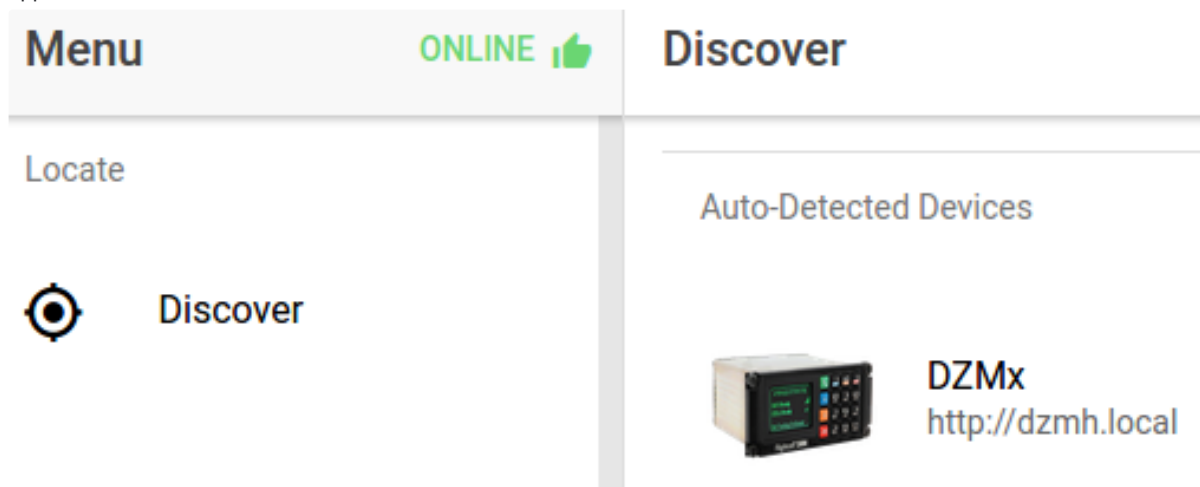 Menu
ONLINE
Locate
Discover
Discover
Auto-Detected Devices
DZMx
http://dzmh.local